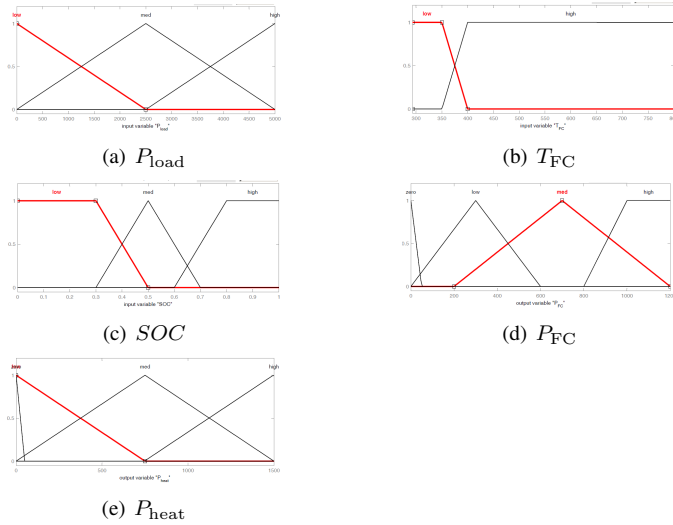 low med high
1
0.5
0
0 500 1000 1500 2000 2500 3000 3500 4000 4500 5000
input variable "P_load"
(a) P_load
low high
1
0.5
0
300 350 400 450 500 550 600 650 700 750 800
input variable "T_FC"
(b) T_FC
low med high
1
0.5
0
0 0.1 0.2 0.3 0.4 0.5 0.6 0.7 0.8 0.9 1
input variable "SOC"
(c) SOC
zero low med high
1
0.5
0
0 200 400 600 800 1000 1200
output variable "P_FC"
(d) P_FC
low med high
1
0.5
0
0 500 1000 1500
output variable "P_heat"
(e) P_heat